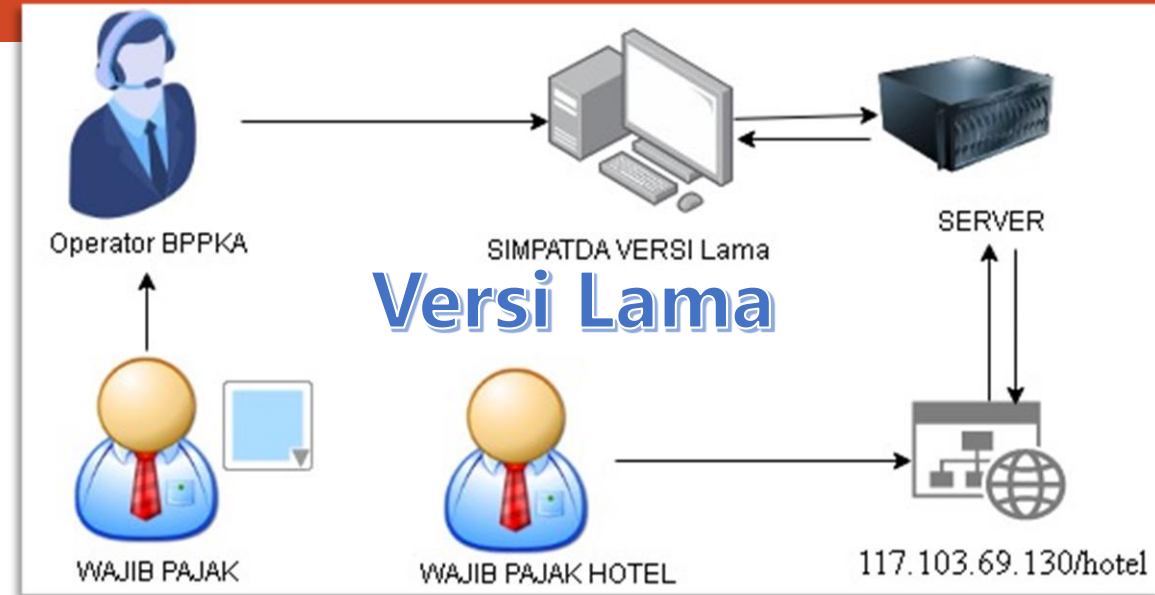 Operator BPPKA
SIMPATDA VERSI Lama
SERVER
Versi Lama
WAJIB PAJAK
WAJIB PAJAK HOTEL
117.103.69.130/hotel